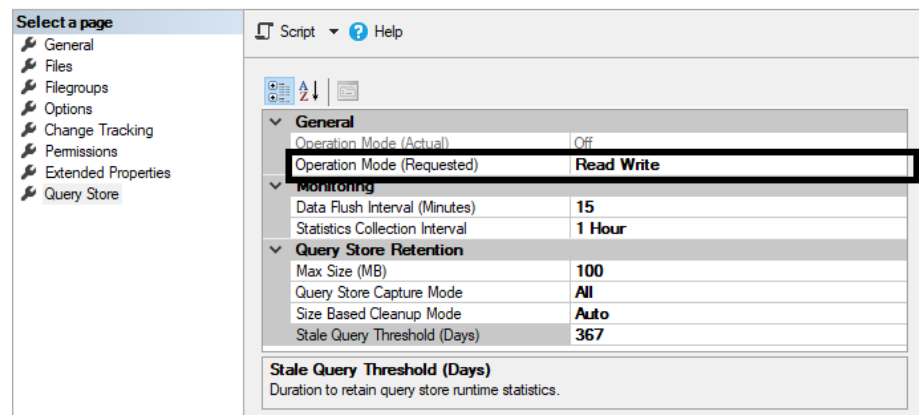 Select a page
General
Files
Filegroups
Options
Change Tracking
Permissions
Extended Properties
Query Store
Script Help
General
Operation Mode (Actual) Off
Operation Mode (Requested) Read Write
Monitoring
Data Flush Interval (Minutes) 15
Statistics Collection Interval 1 Hour
Query Store Retention
Max Size (MB) 100
Query Store Capture Mode All
Size Based Cleanup Mode Auto
Stale Query Threshold (Days) 367
Stale Query Threshold (Days)
Duration to retain query store runtime statistics.